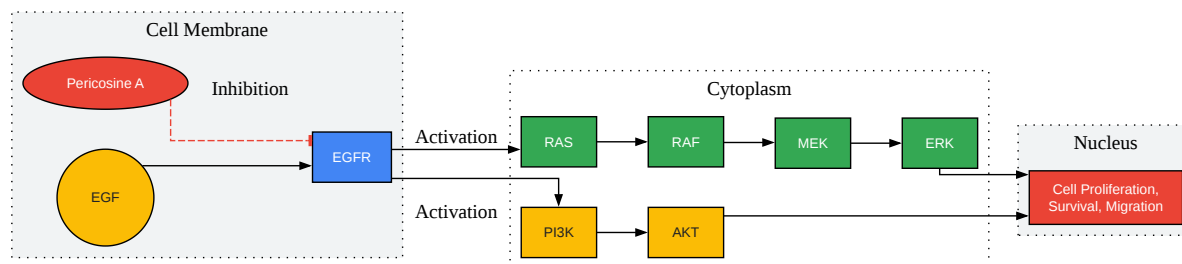 Cell Membrane
Pericosine A
Inhibition
EGF
EGFR
Activation
Activation
Cytoplasm
RAS
RAF
MEK
ERK
PI3K
AKT
Nucleus
Cell Proliferation,
Survival, Migration